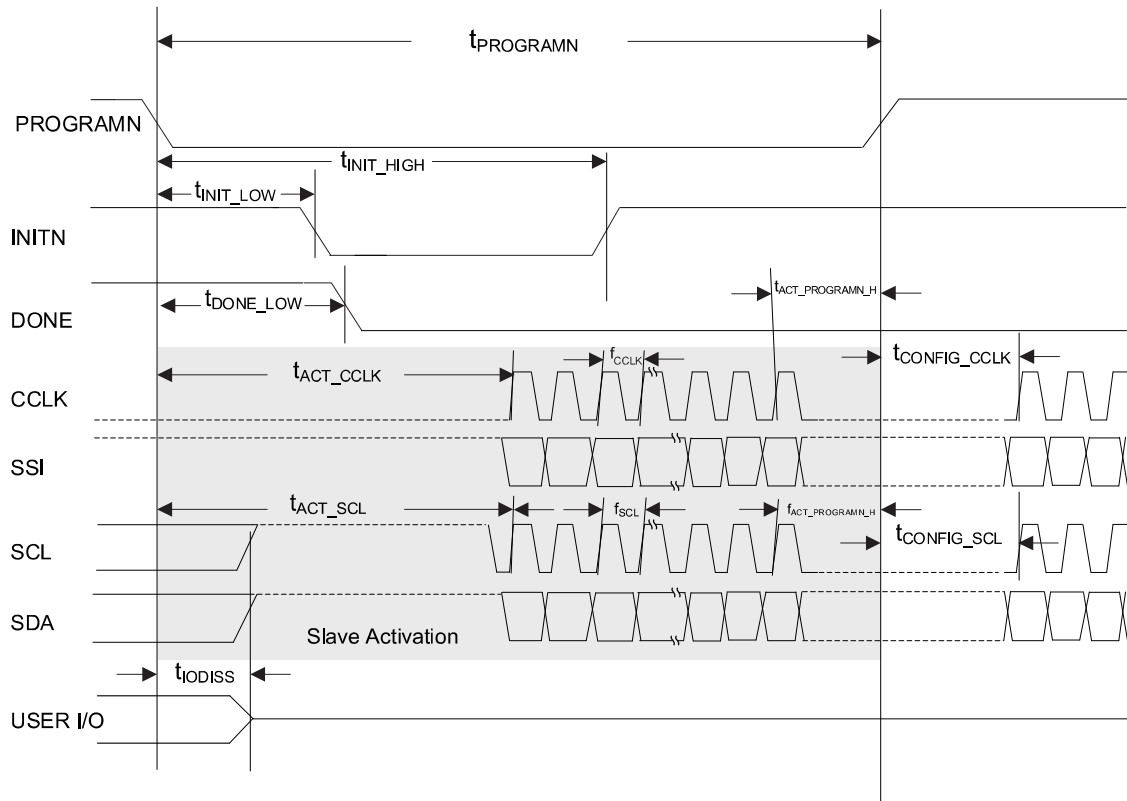 tPROGRAMN
PROGRAMN
tINIT_HIGH
tINIT_LOW
INITN
tDONE_LOW
tACT_PROGRAMN_H
DONE
tACT_CCLK
fCCLK
tCONFIG_CCLK
CCLK
SSI
tACT_SCL
fSCL
fACT_PROGRAMN_H
tCONFIG_SCL
SCL
SDA
Slave Activation
tIODISS
USER I/O